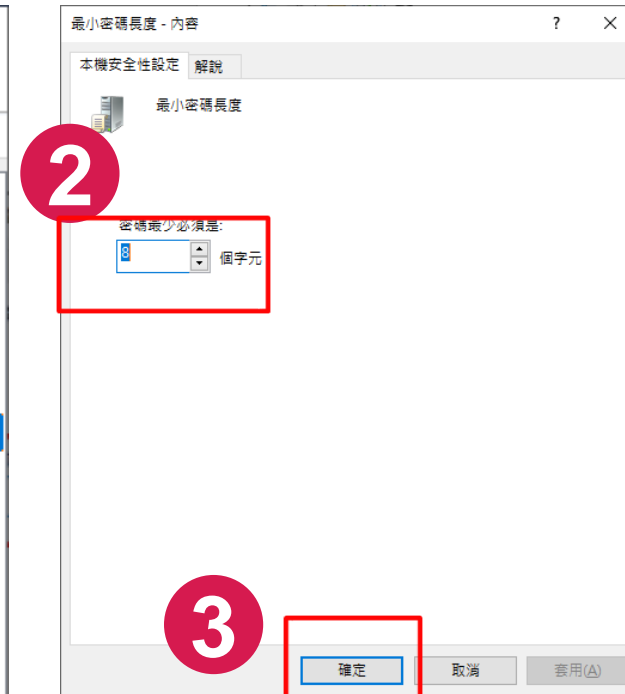 最小密碼長度 - 內容 ?
本機安全性設定 解說
最小密碼長度
2
密碼最少必須是:
8 個字元
3
確定 取消 套用(A)